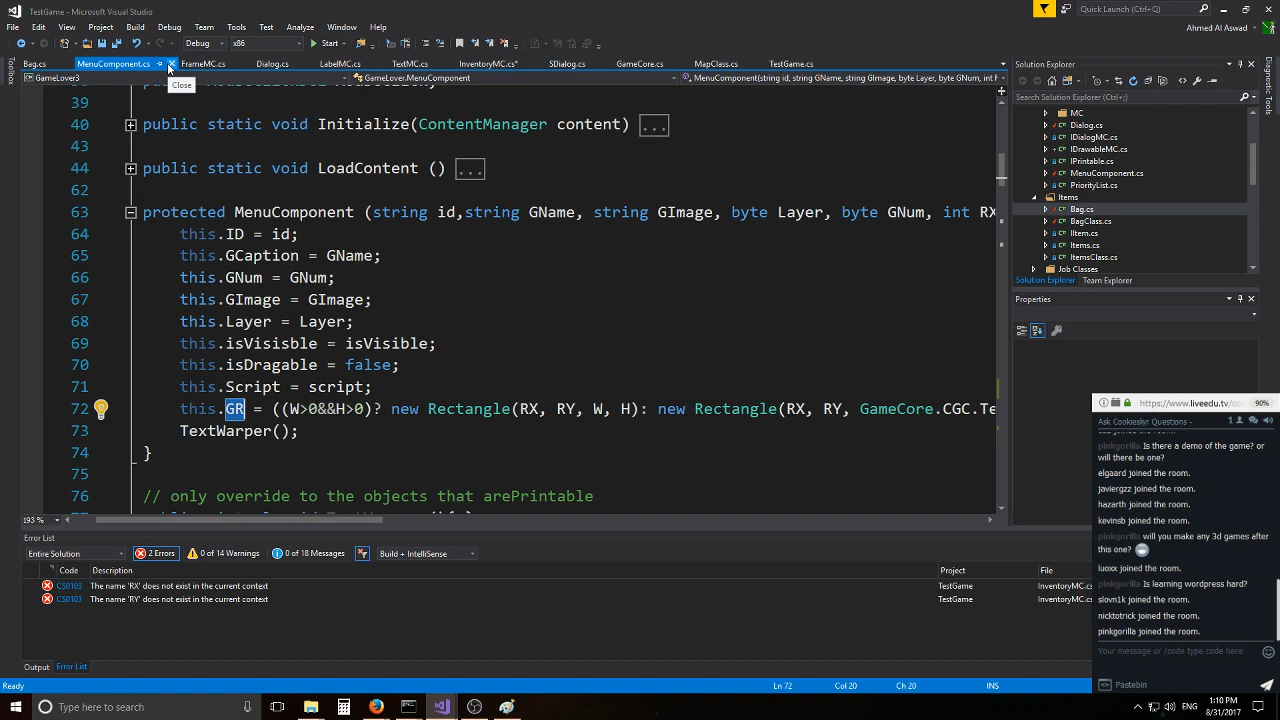 TestGame - Microsoft Visual Studio
Quick Launch (Ctrl+Q)
File Edit View Project Build Debug Team Tools Test Analyze Window Help
Ahmed Al Aswad
Debug x86 Start
Bag.cs MenuComponent.cs FrameMC.cs Dialog.cs LabelMC.cs TextMC.cs InventoryMC.cs* SDialog.cs GameCore.cs MapClass.cs TestGame.cs
Toolbox
Close
GameLover3 GameLover.MenuComponent MenuComponent(string id, string GName, string GImage, byte Layer, byte GNum, int R
39
40 public static void Initialize(ContentManager content) ...
43
44 public static void LoadContent () ...
62
63 protected MenuComponent (string id,string GName, string GImage, byte Layer, byte GNum, int RX
64 this.ID = id;
65 this.GCaption = GName;
66 this.GNum = GNum;
67 this.GImage = GImage;
68 this.Layer = Layer;
69 this.isVisisble = isVisible;
70 this.isDragable = false;
71 this.Script = script;
72 this.GR = ((W>0&&H>0)? new Rectangle(RX, RY, W, H): new Rectangle(RX, RY, GameCore.CGC.Te
73 TextWarper();
74 }
75
76 // only override to the objects that arePrintable
193 %
Error List
Entire Solution 2 Errors 0 of 14 Warnings 0 of 18 Messages Build + IntelliSense
Code Description Project File
CS0103 The name 'RX' does not exist in the current context TestGame InventoryMC.cs
CS0103 The name 'RY' does not exist in the current context TestGame InventoryMC.cs
Output Error List
Ready Ln 72 Col 20 Ch 20 INS
Solution Explorer
Search Solution Explorer (Ctrl+;)
MC
Dialog.cs
IDialogMC.cs
IDrawableMC.cs
IPrintable.cs
MenuComponent.cs
PriorityList.cs
Items
Bag.cs
BagClass.cs
IItem.cs
Items.cs
ItemsClass.cs
Job Classes
Solution Explorer Team Explorer
Diagnostic Tools
Properties
https://www.liveedu.tv/co 90%
Ask Cookieslyr Questions - 1
pinkgorilla Is there a demo of the game? or
will there be one?
elgaard joined the room.
javiergzz joined the room.
hazarth joined the room.
kevinsb joined the room.
pinkgorilla will you make any 3d games after
this one?
luoxx joined the room.
pinkgorilla Is learning wordpress hard?
slovn1k joined the room.
nicktotrick joined the room.
pinkgorilla joined the room.
Your message or /code type code here
Pastebin
Type here to search
ENG 1:10 PM
8/31/2017